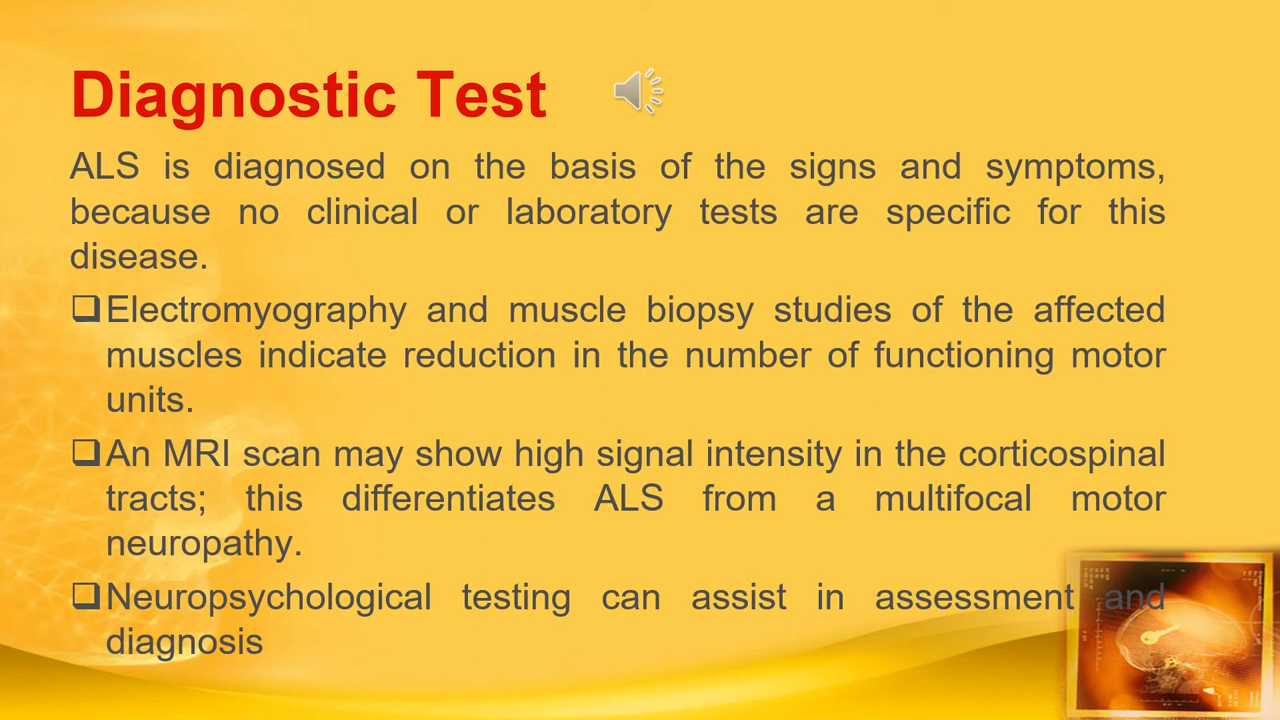 Diagnostic Test
ALS is diagnosed on the basis of the signs and symptoms,
because no clinical or laboratory tests are specific for this
disease.
❑Electromyography and muscle biopsy studies of the affected
muscles indicate reduction in the number of functioning motor
units.
❑An MRI scan may show high signal intensity in the corticospinal
tracts; this differentiates ALS from a multifocal motor
neuropathy.
❑Neuropsychological testing can assist in assessment and
diagnosis